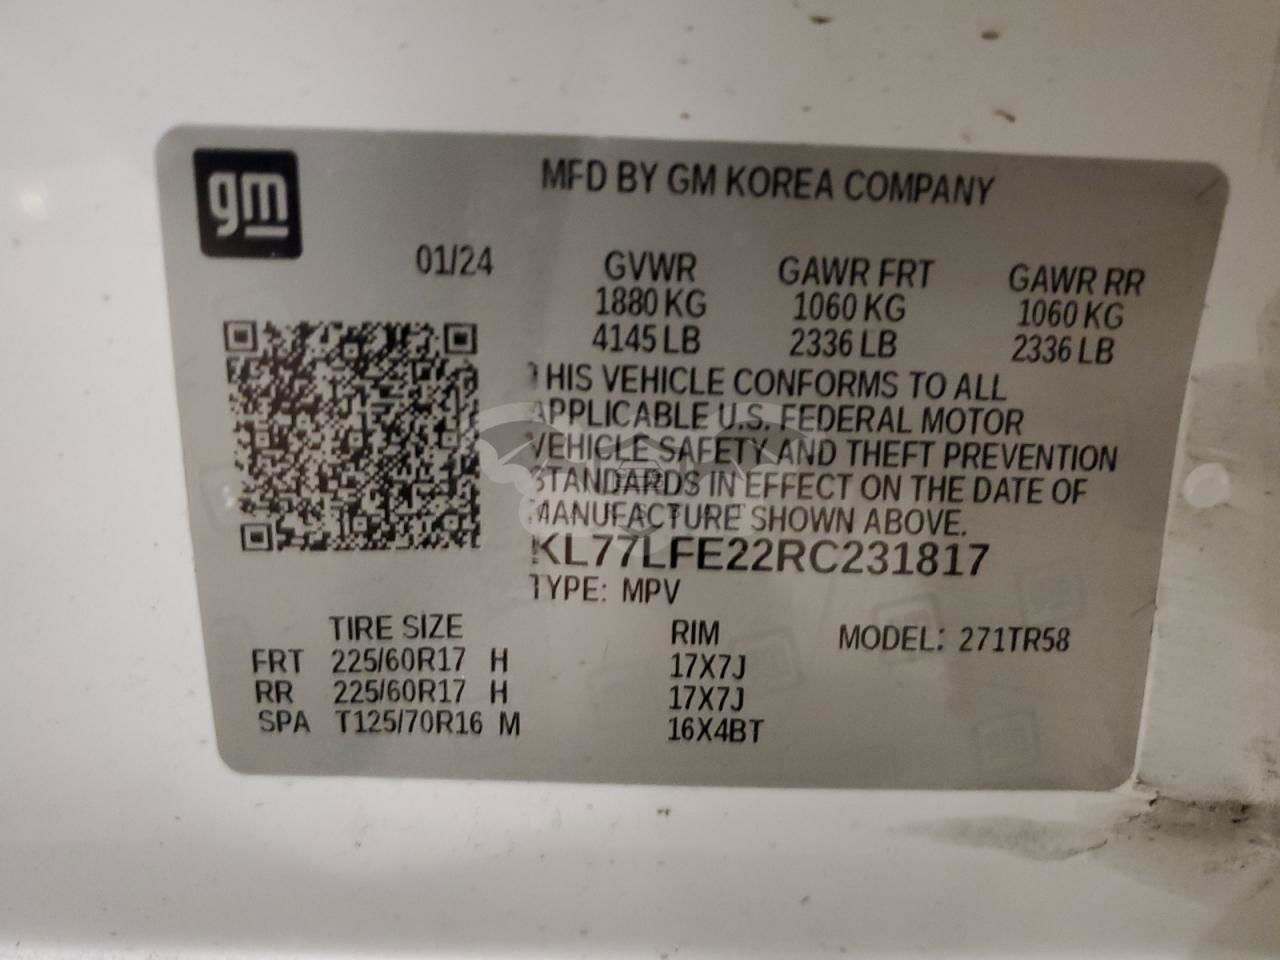 gm
MFD BY GM KOREA COMPANY
01/24 GVWR GAWR FRT GAWR RR
1880 KG 1060 KG 1060 KG
4145 LB 2336 LB 2336 LB
THIS VEHICLE CONFORMS TO ALL
APPLICABLE U.S. FEDERAL MOTOR
VEHICLE SAFETY AND THEFT PREVENTION
STANDARDS IN EFFECT ON THE DATE OF
MANUFACTURE SHOWN ABOVE.
KL77LFE22RC231817
TYPE: MPV
TIRE SIZE RIM MODEL: 271TR58
FRT 225/60R17 H 17X7J
RR 225/60R17 H 17X7J
SPA T125/70R16 M 16X4BT